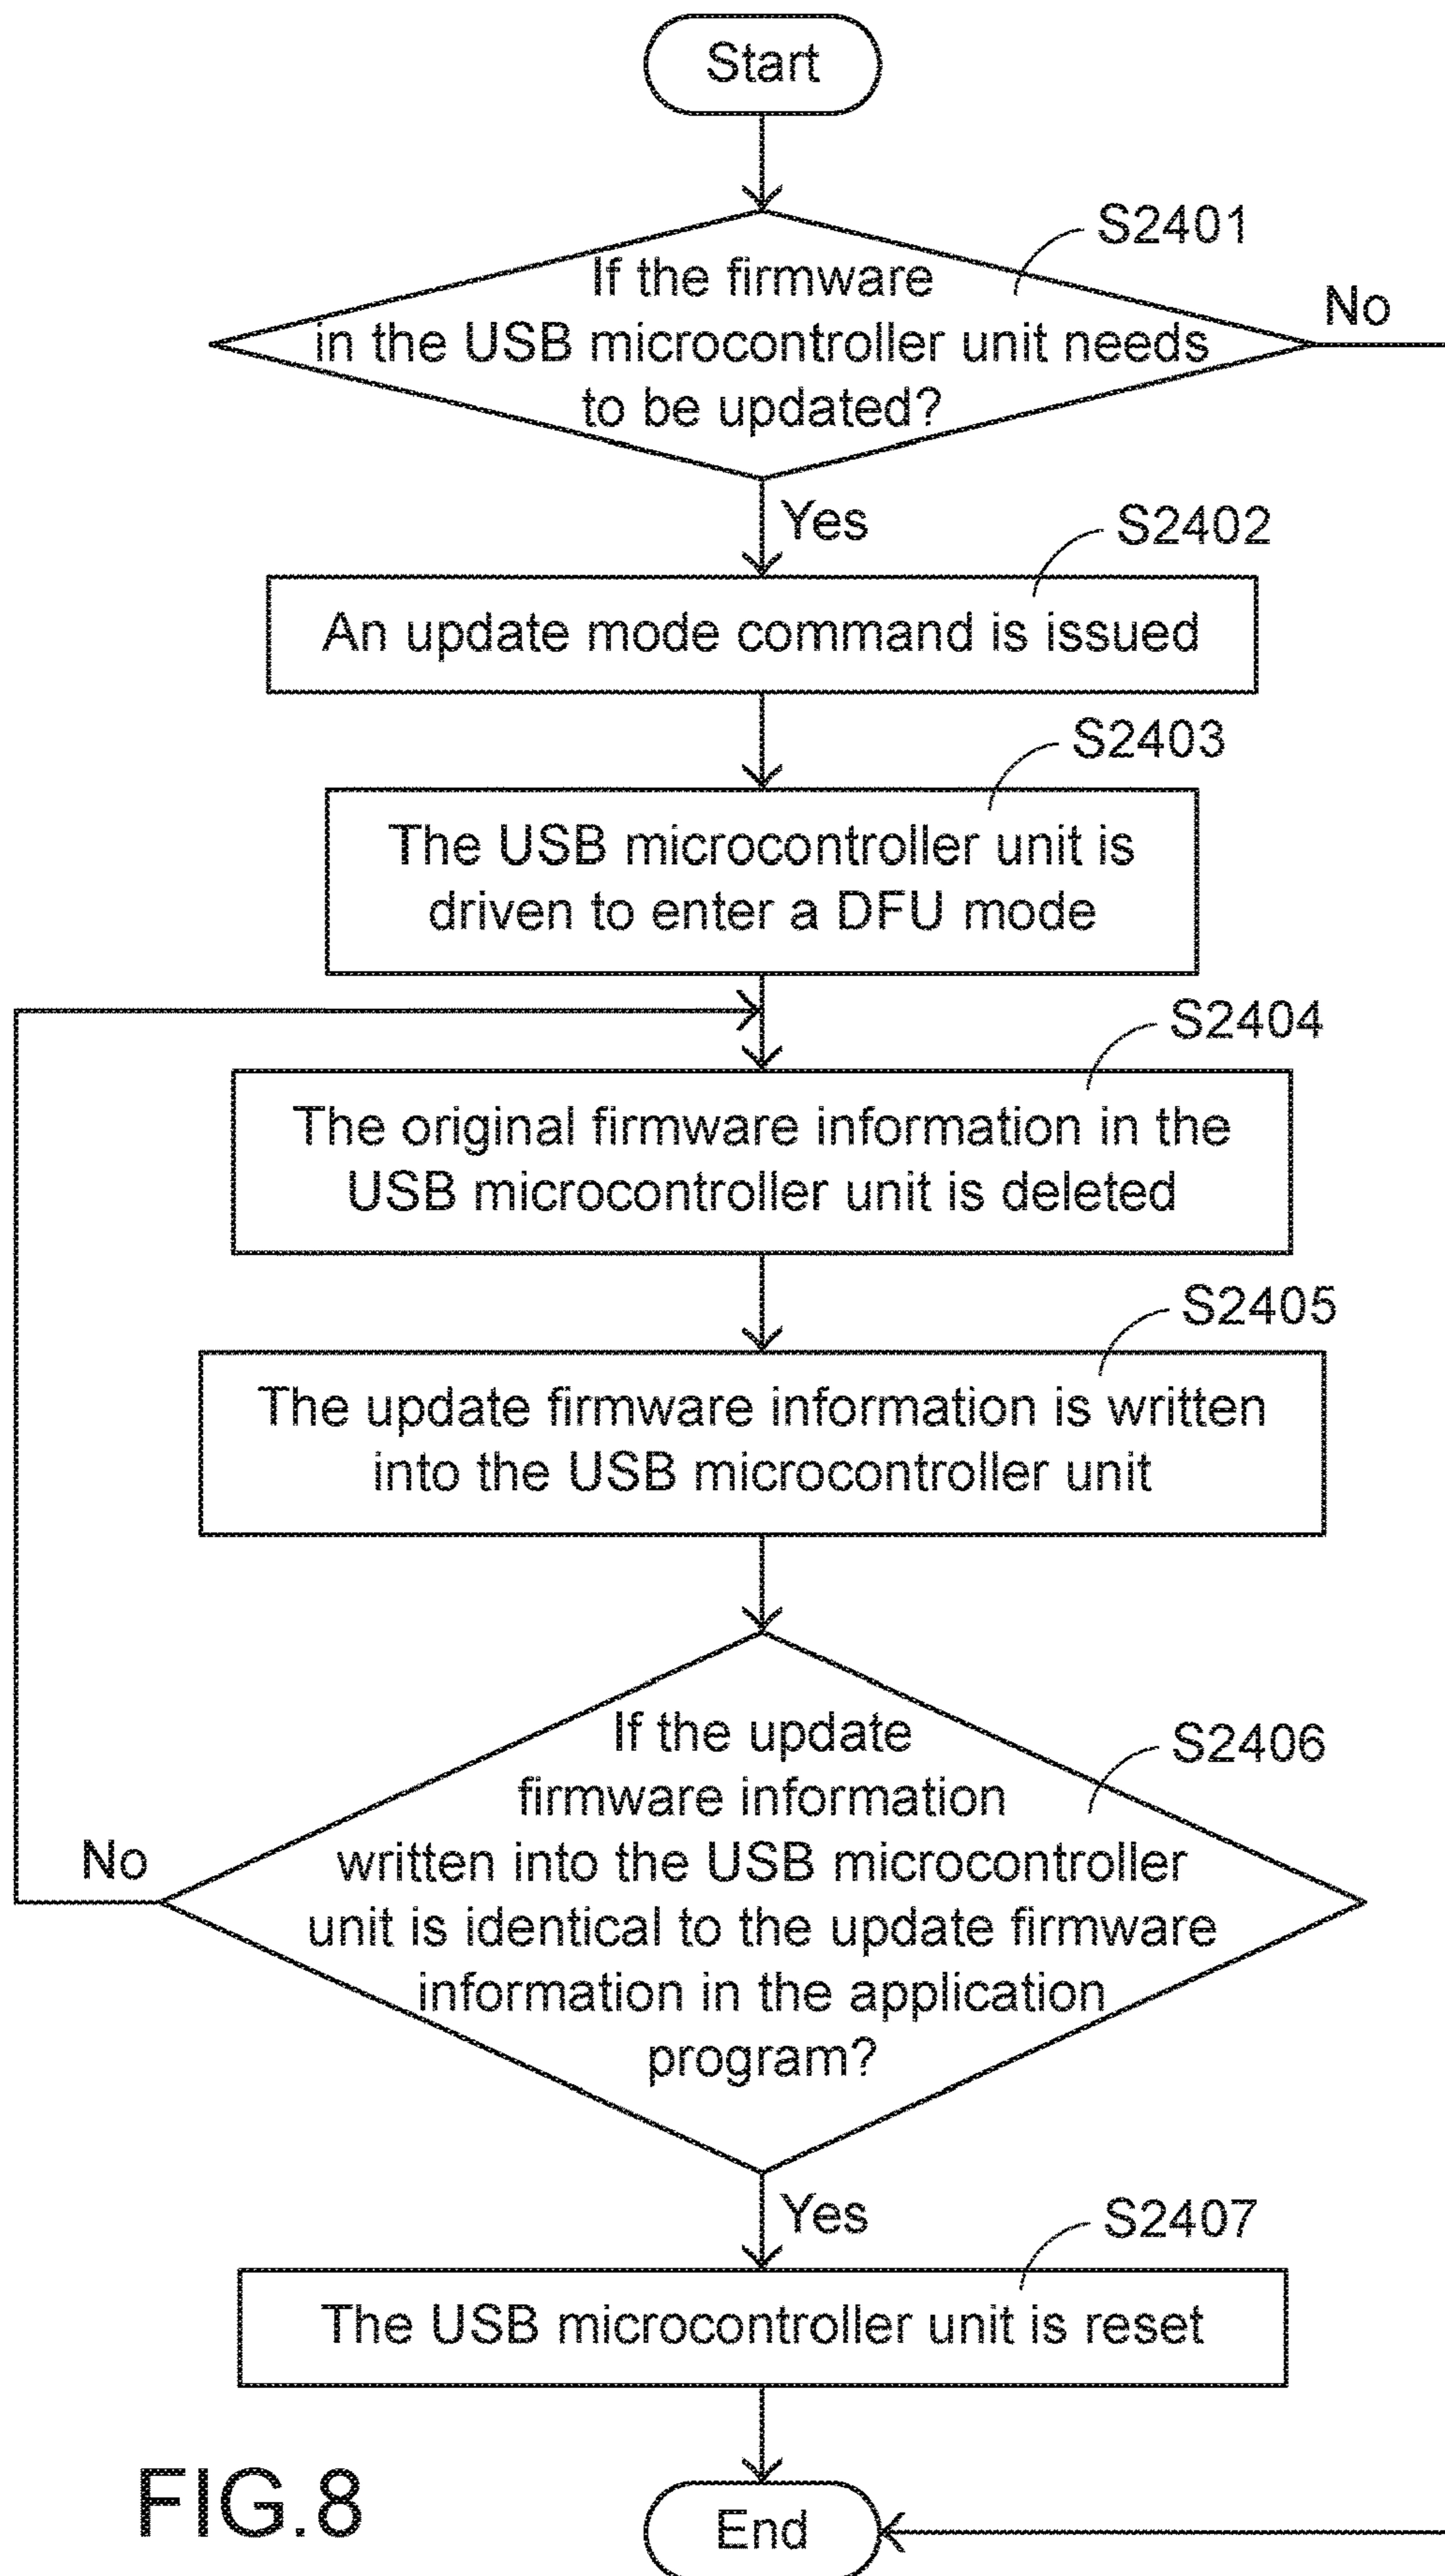 Start
S2401
If the firmware
in the USB microcontroller unit needs
to be updated?
No
Yes
S2402
An update mode command is issued
S2403
The USB microcontroller unit is
driven to enter a DFU mode
S2404
The original firmware information in the
USB microcontroller unit is deleted
S2405
The update firmware information is written
into the USB microcontroller unit
S2406
If the update
firmware information
written into the USB microcontroller
unit is identical to the update firmware
information in the application
program?
No
Yes
S2407
The USB microcontroller unit is reset
End
FIG.8